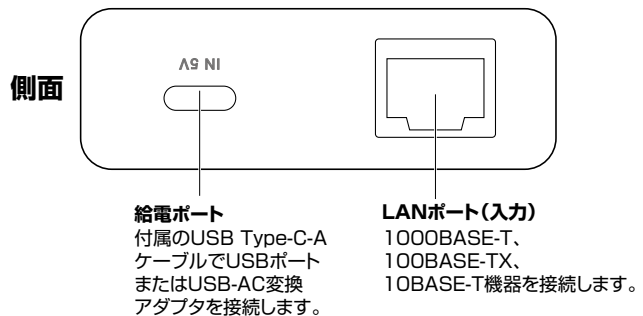 側面
IN 5V
給電ポート
付属のUSB Type-C-A
ケーブルでUSBポート
またはUSB-AC変換
アダプタを接続します。
LANポート（入力）
1000BASE-T、
100BASE-TX、
10BASE-T機器を接続します。